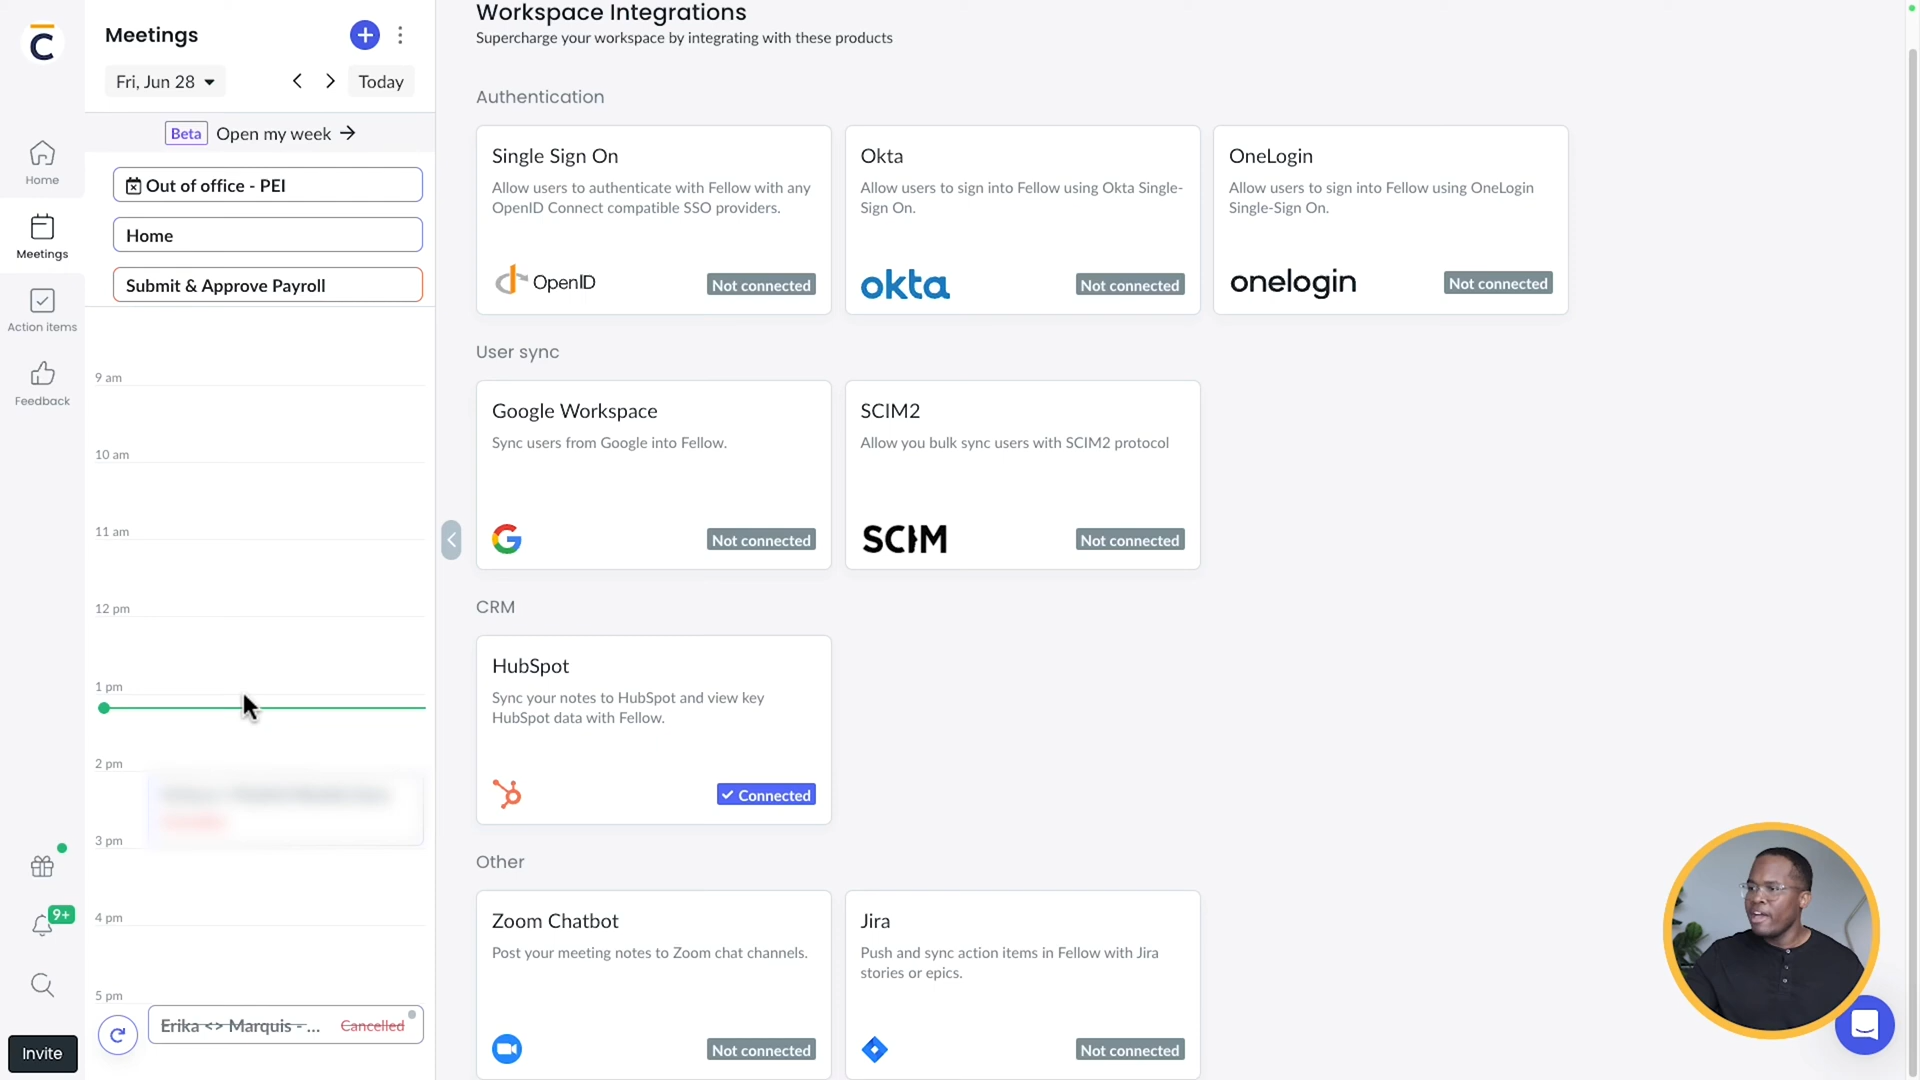 C
Home
Meetings
Action items
Feedback
9+
Invite
Meetings
Fri, Jun 28
Today
Beta Open my week
Out of office - PEI
Home
Submit & Approve Payroll
9 am
10 am
11 am
12 pm
1 pm
2 pm
3 pm
4 pm
5 pm
Erika <> Marquis - ... Cancelled
Workspace Integrations
Supercharge your workspace by integrating with these products
Authentication
Single Sign On
Allow users to authenticate with Fellow with any
OpenID Connect compatible SSO providers.
OpenID
Not connected
Okta
Allow users to sign into Fellow using Okta Single-
Sign On.
okta
Not connected
OneLogin
Allow users to sign into Fellow using OneLogin
Single-Sign On.
onelogin
Not connected
User sync
Google Workspace
Sync users from Google into Fellow.
G
Not connected
SCIM2
Allow you bulk sync users with SCIM2 protocol
SCIM
Not connected
CRM
HubSpot
Sync your notes to HubSpot and view key
HubSpot data with Fellow.
Connected
Other
Zoom Chatbot
Post your meeting notes to Zoom chat channels.
Not connected
Jira
Push and sync action items in Fellow with Jira
stories or epics.
Not connected